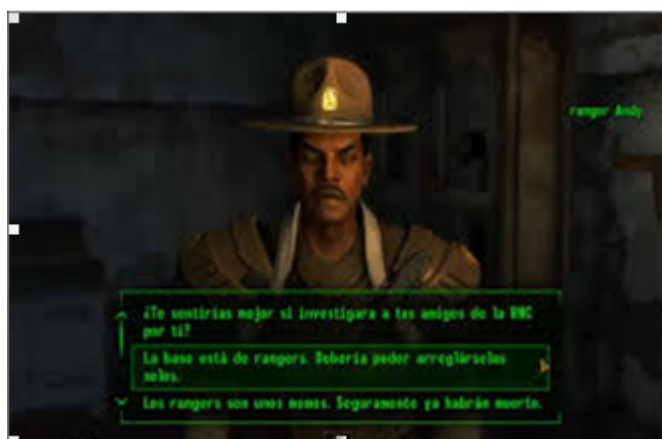 ranger Andy
¿Te sentirías mejor si investigara a tus amigos de la RNC
por ti?
La base está de rangers. Debería poder arreglárselas
solos.
Los rangers son unos memos. Seguramente ya habrán muerto.